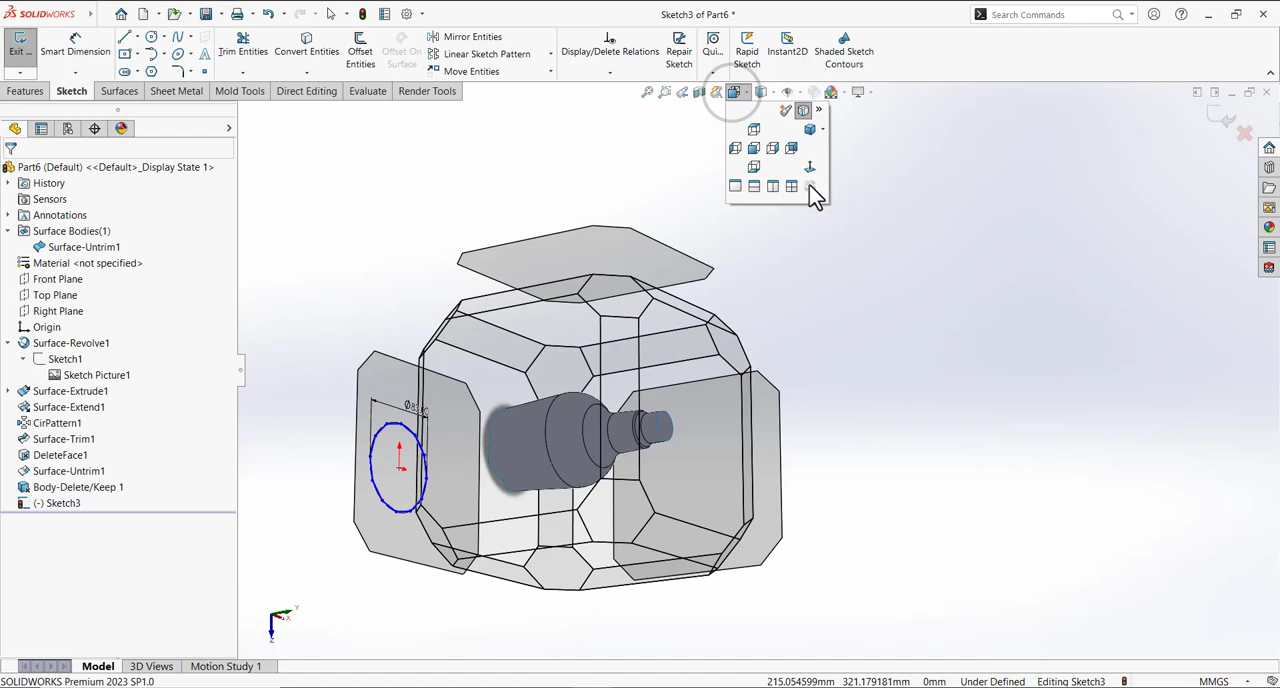 SOLIDWORKS
Sketch3 of Part6 *
Search Commands
Exit ...
Smart Dimension
Trim Entities
Convert Entities
Offset Entities
Offset On Surface
Mirror Entities
Linear Sketch Pattern
Move Entities
Display/Delete Relations
Repair Sketch
Qui...
Rapid Sketch
Instant2D
Shaded Sketch Contours
Features
Sketch
Surfaces
Sheet Metal
Mold Tools
Direct Editing
Evaluate
Render Tools
Part6 (Default) <<Default>_Display State 1>
History
Sensors
Annotations
Surface Bodies(1)
Surface-Untrim1
Material <not specified>
Front Plane
Top Plane
Right Plane
Origin
Surface-Revolve1
Sketch1
Sketch Picture1
Surface-Extrude1
Surface-Extend1
CirPattern1
Surface-Trim1
DeleteFace1
Surface-Untrim1
Body-Delete/Keep 1
(-) Sketch3
Y
X
Z
Model
3D Views
Motion Study 1
SOLIDWORKS Premium 2023 SP1.0
215.054599mm
321.179181mm
0mm
Under Defined
Editing Sketch3
MMGS